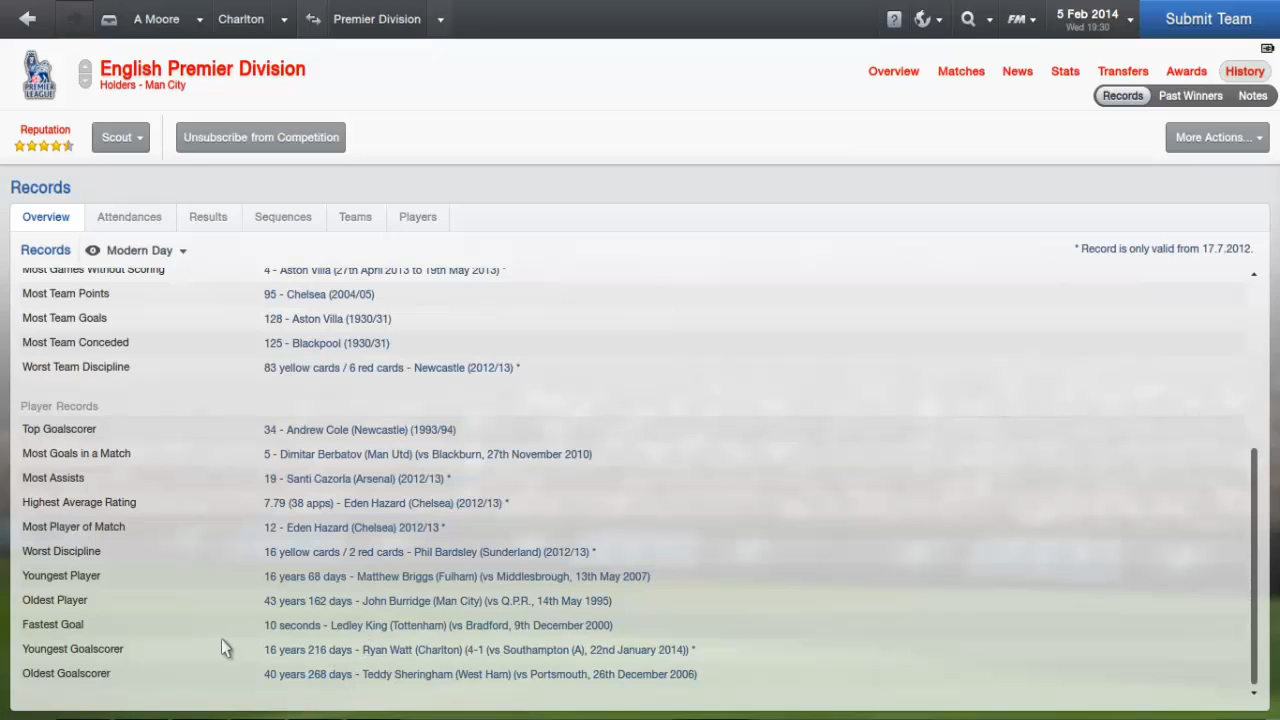 A Moore Charlton Premier Division ? FM 5 Feb 2014 Submit Team
Wed 19:30
English Premier Division
Holders - Man City
Overview Matches News Stats Transfers Awards History
Records Past Winners Notes
PREMIER LEAGUE
Reputation
Scout Unsubscribe from Competition More Actions...
Records
Overview Attendances Results Sequences Teams Players
Records Modern Day * Record is only valid from 17.7.2012.
Most Games Without Scoring 4 - Aston Villa (27th April 2013 to 19th May 2013) *
Most Team Points 95 - Chelsea (2004/05)
Most Team Goals 128 - Aston Villa (1930/31)
Most Team Conceded 125 - Blackpool (1930/31)
Worst Team Discipline 83 yellow cards / 6 red cards - Newcastle (2012/13) *
Player Records
Top Goalscorer 34 - Andrew Cole (Newcastle) (1993/94)
Most Goals in a Match 5 - Dimitar Berbatov (Man Utd) (vs Blackburn, 27th November 2010)
Most Assists 19 - Santi Cazorla (Arsenal) (2012/13) *
Highest Average Rating 7.79 (38 apps) - Eden Hazard (Chelsea) (2012/13) *
Most Player of Match 12 - Eden Hazard (Chelsea) 2012/13 *
Worst Discipline 16 yellow cards / 2 red cards - Phil Bardsley (Sunderland) (2012/13) *
Youngest Player 16 years 68 days - Matthew Briggs (Fulham) (vs Middlesbrough, 13th May 2007)
Oldest Player 43 years 162 days - John Burridge (Man City) (vs Q.P.R., 14th May 1995)
Fastest Goal 10 seconds - Ledley King (Tottenham) (vs Bradford, 9th December 2000)
Youngest Goalscorer 16 years 216 days - Ryan Watt (Charlton) (4-1 (vs Southampton (A), 22nd January 2014)) *
Oldest Goalscorer 40 years 268 days - Teddy Sheringham (West Ham) (vs Portsmouth, 26th December 2006)